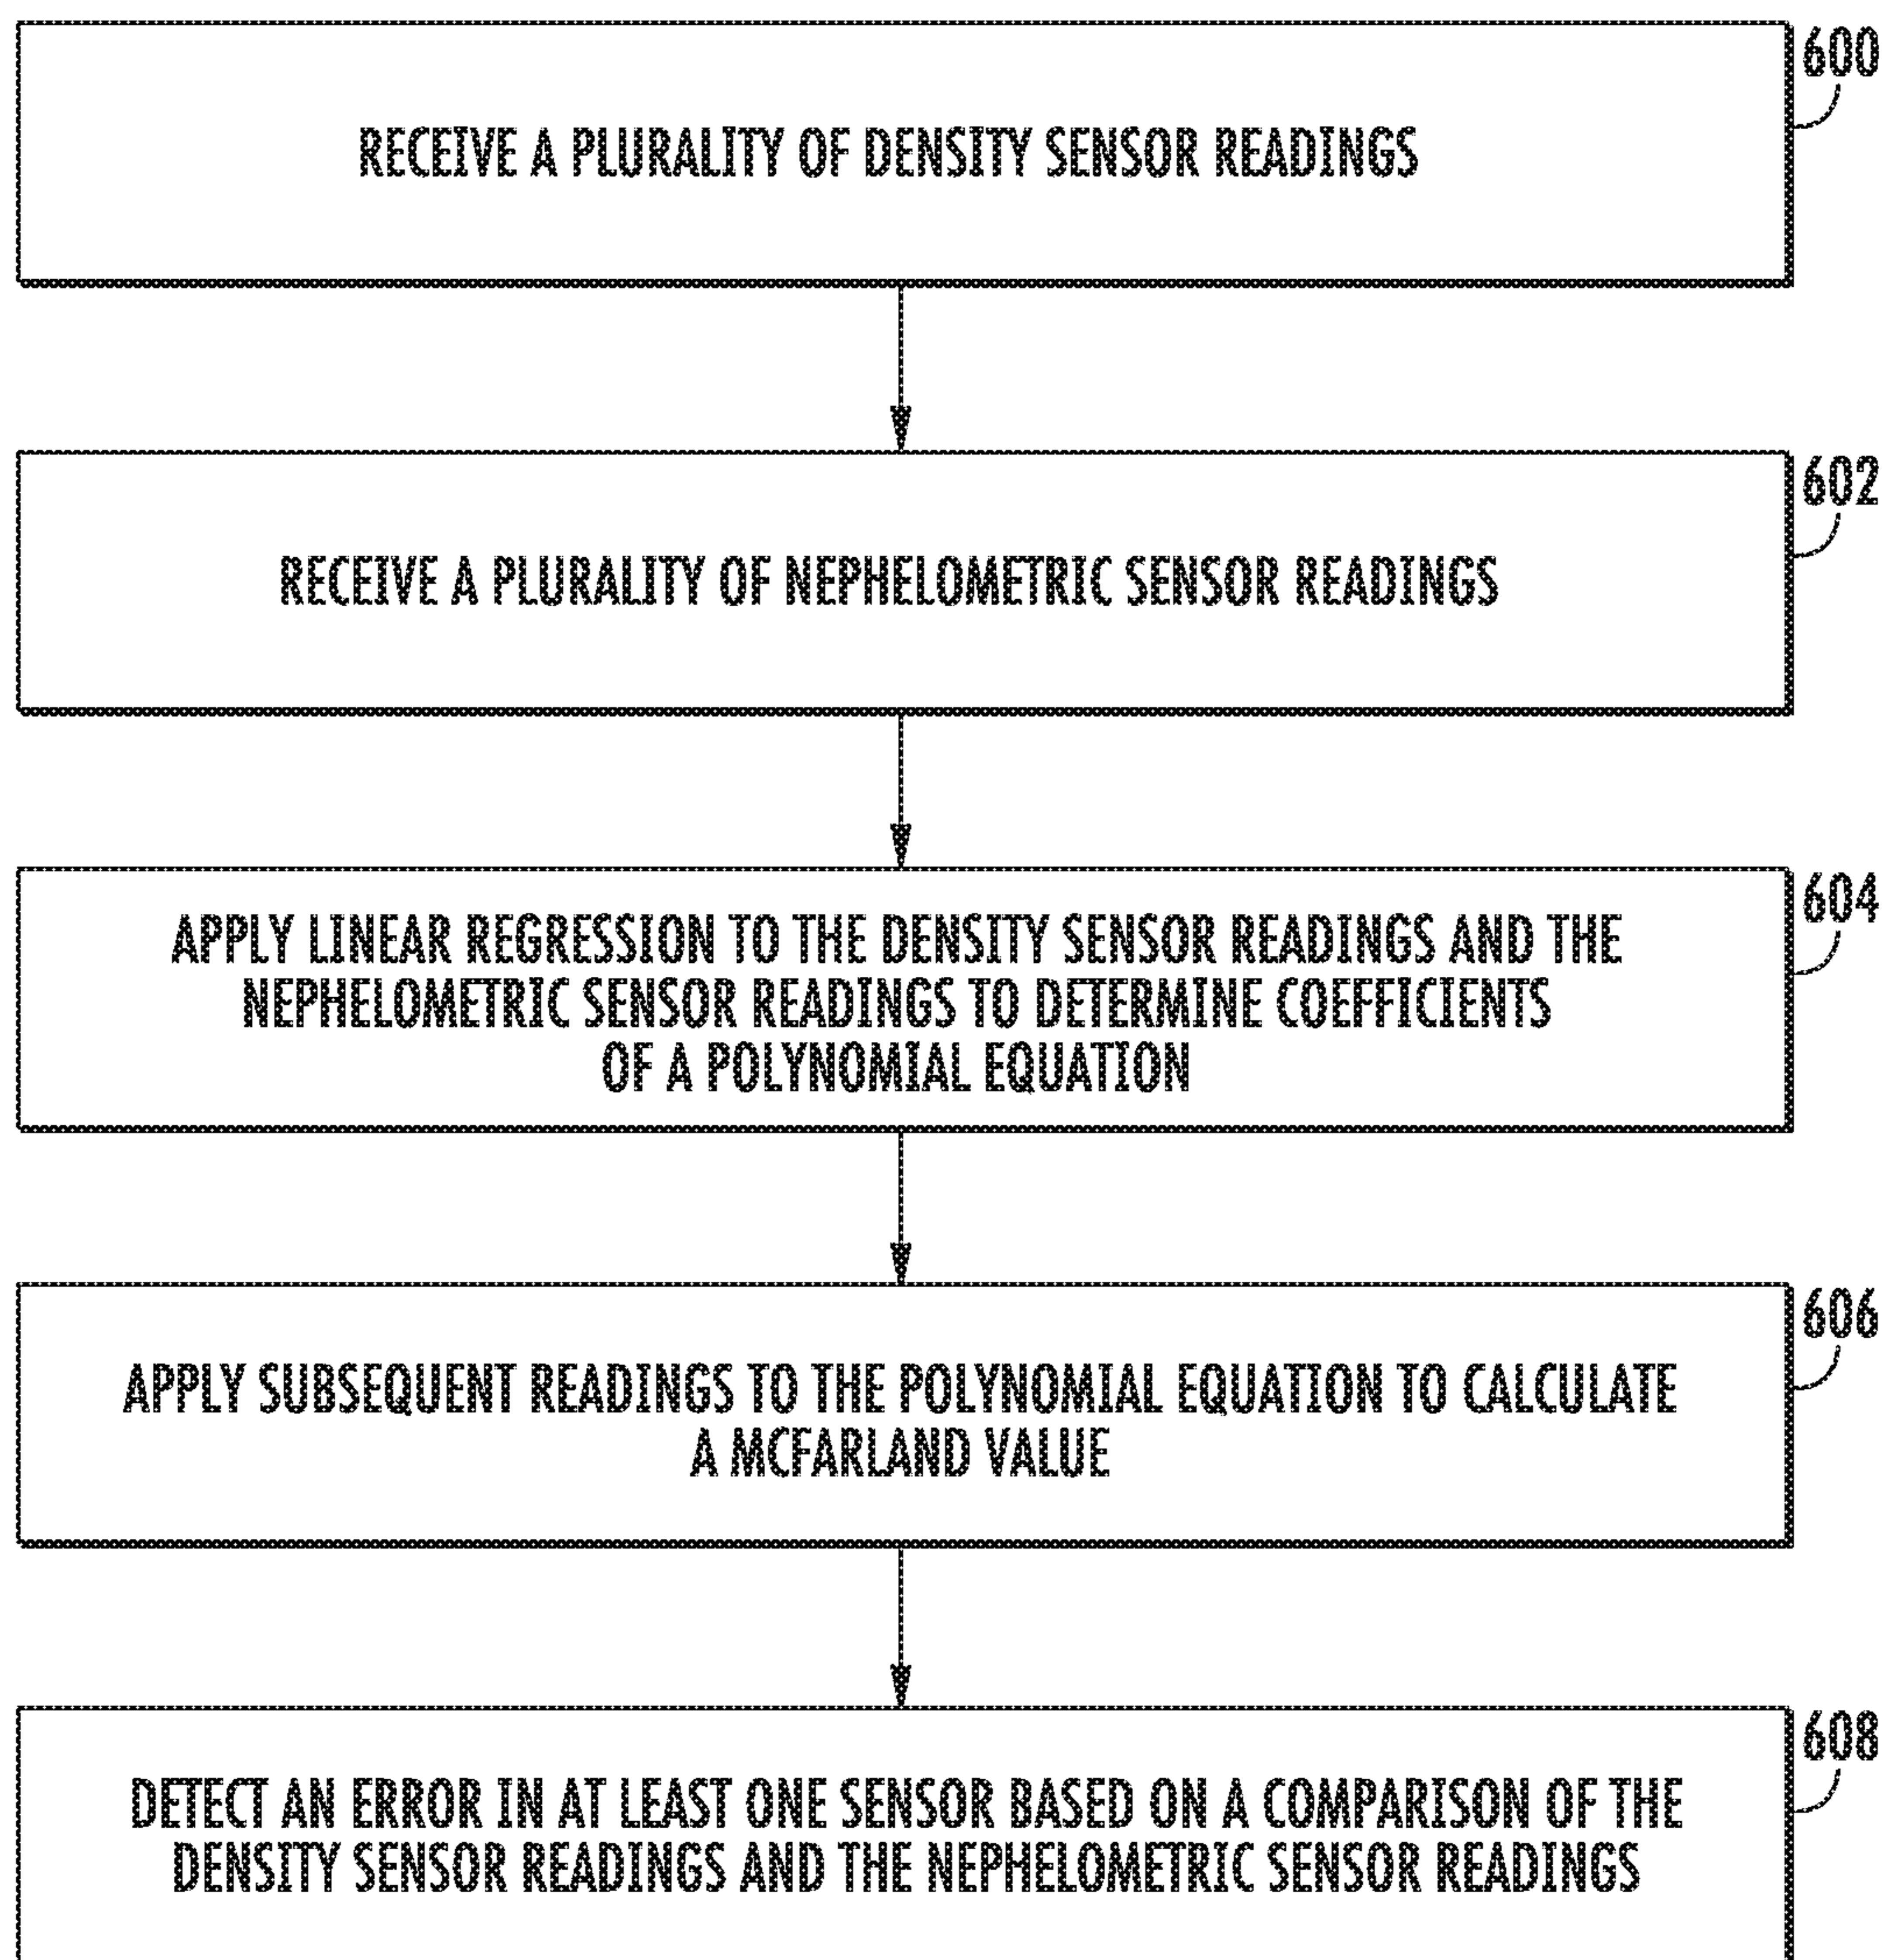 600
RECEIVE A PLURALITY OF DENSITY SENSOR READINGS
602
RECEIVE A PLURALITY OF NEPHELOMETRIC SENSOR READINGS
604
APPLY LINEAR REGRESSION TO THE DENSITY SENSOR READINGS AND THE
NEPHELOMETRIC SENSOR READINGS TO DETERMINE COEFFICIENTS
OF A POLYNOMIAL EQUATION
606
APPLY SUBSEQUENT READINGS TO THE POLYNOMIAL EQUATION TO CALCULATE
A MCFARLAND VALUE
608
DETECT AN ERROR IN AT LEAST ONE SENSOR BASED ON A COMPARISON OF THE
DENSITY SENSOR READINGS AND THE NEPHELOMETRIC SENSOR READINGS